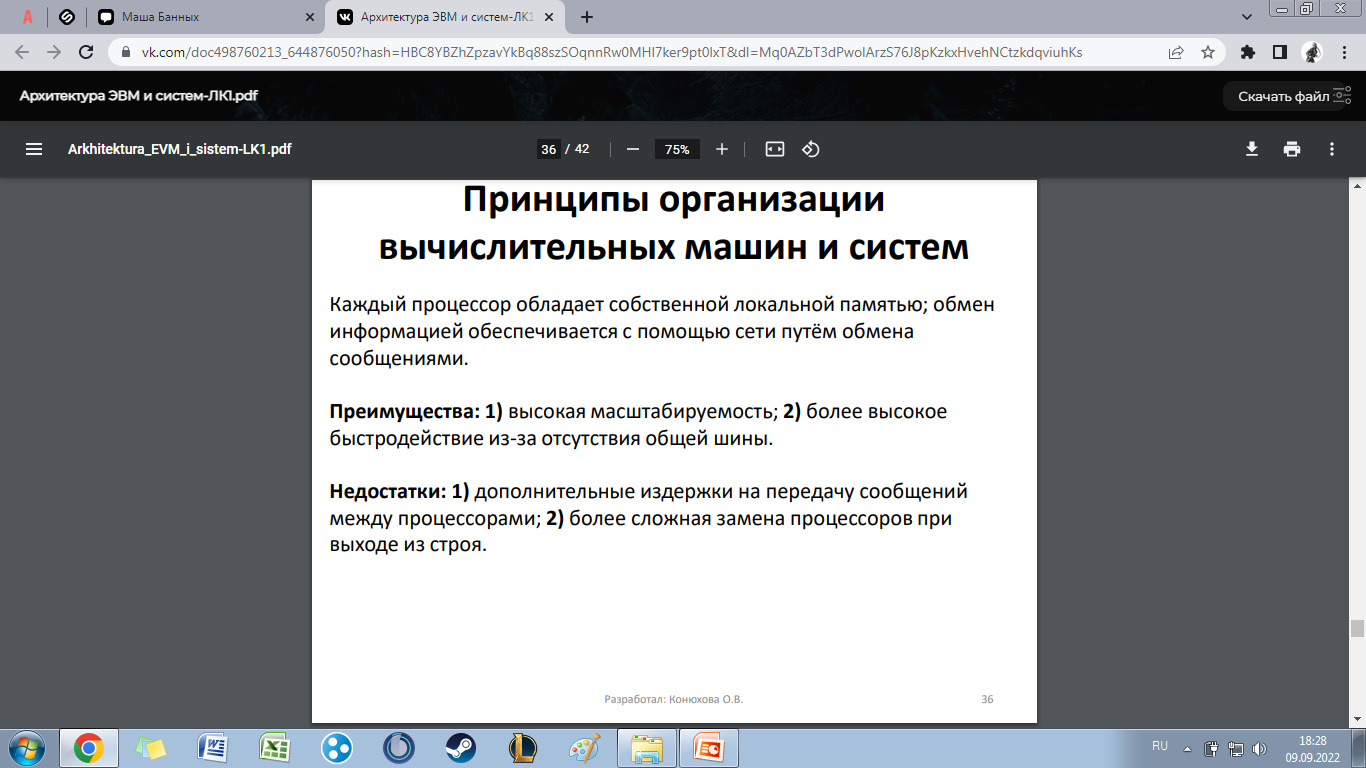 Маша Банных
Архитектура ЭВМ и систем-ЛК1
vk.com/doc498760213_644876050?hash=HBC8YBZhZpzavYkBq88szSOqnnRw0MHl7ker9pt0lxT&dl=Mq0AZbT3dPwolArzS76J8pKzkxHvehNCtzkdqviuhKs
Архитектура ЭВМ и систем-ЛК1.pdf
Скачать файл
Arkhitektura_EVM_i_sistem-LK1.pdf
36 / 42
75%
Принципы организации
вычислительных машин и систем
Каждый процессор обладает собственной локальной памятью; обмен
информацией обеспечивается с помощью сети путём обмена
сообщениями.
Преимущества: 1) высокая масштабируемость; 2) более высокое
быстродействие из-за отсутствия общей шины.
Недостатки: 1) дополнительные издержки на передачу сообщений
между процессорами; 2) более сложная замена процессоров при
выходе из строя.
Разработал: Конюхова О.В.
36
RU
18:28
09.09.2022